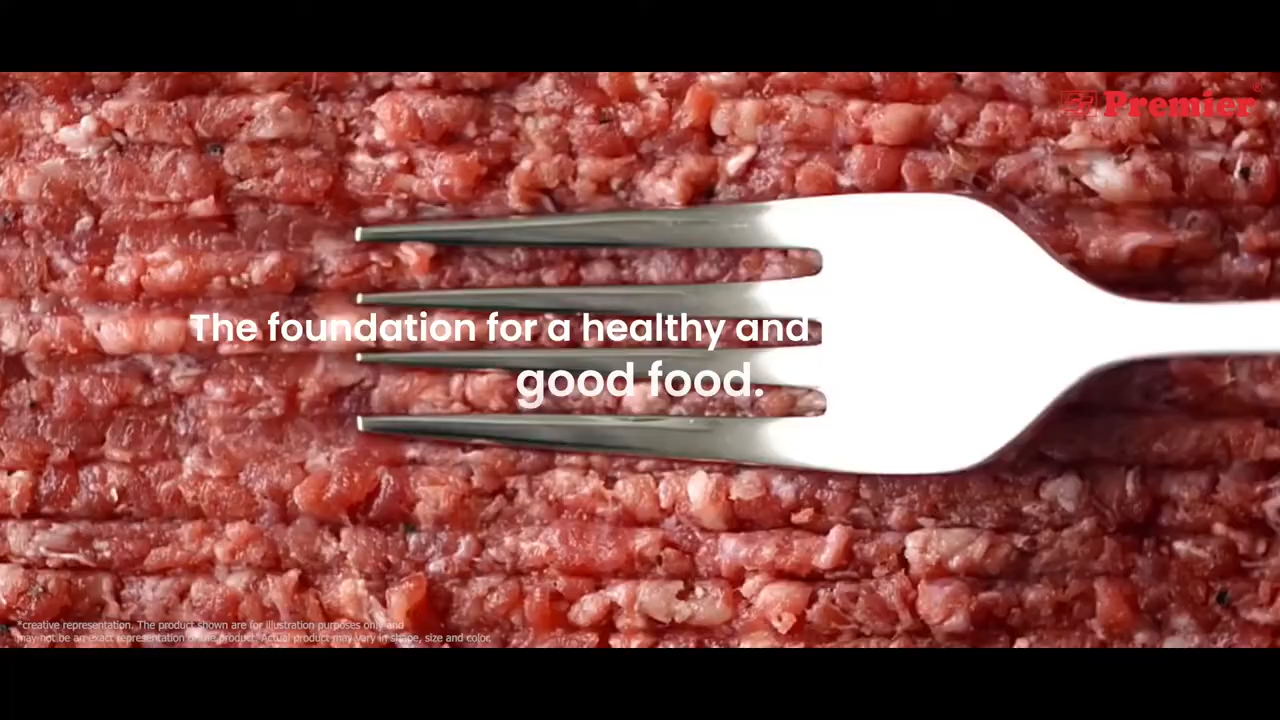 Premier
The foundation for a healthy and
good food.
*creative representation. The product shown are for illustration purposes only and
may not be an exact representation of the product. Actual product may vary in shape, size and color.